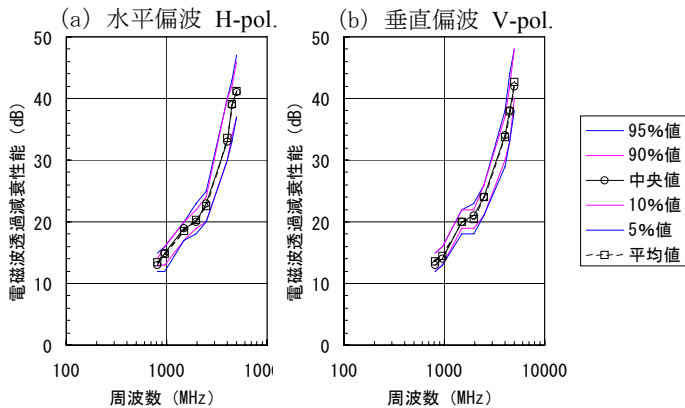 (a) 水平偏波 H-pol.
50
40
30
20
10
0
電磁波透過減衰性能 (dB)
100
1000
1000
周波数 (MHz)
(b) 垂直偏波 V-pol.
50
40
30
20
10
0
電磁波透過減衰性能 (dB)
100
1000
10000
周波数 (MHz)
95%値
90%値
中央値
10%値
5%値
平均値